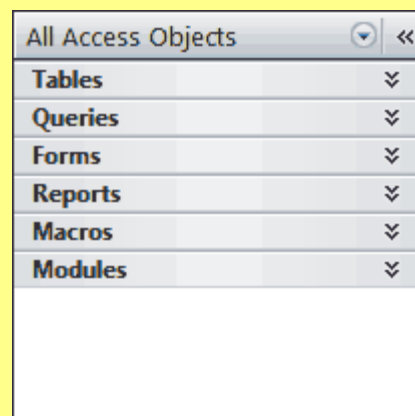 All Access Objects
Tables
Queries
Forms
Reports
Macros
Modules